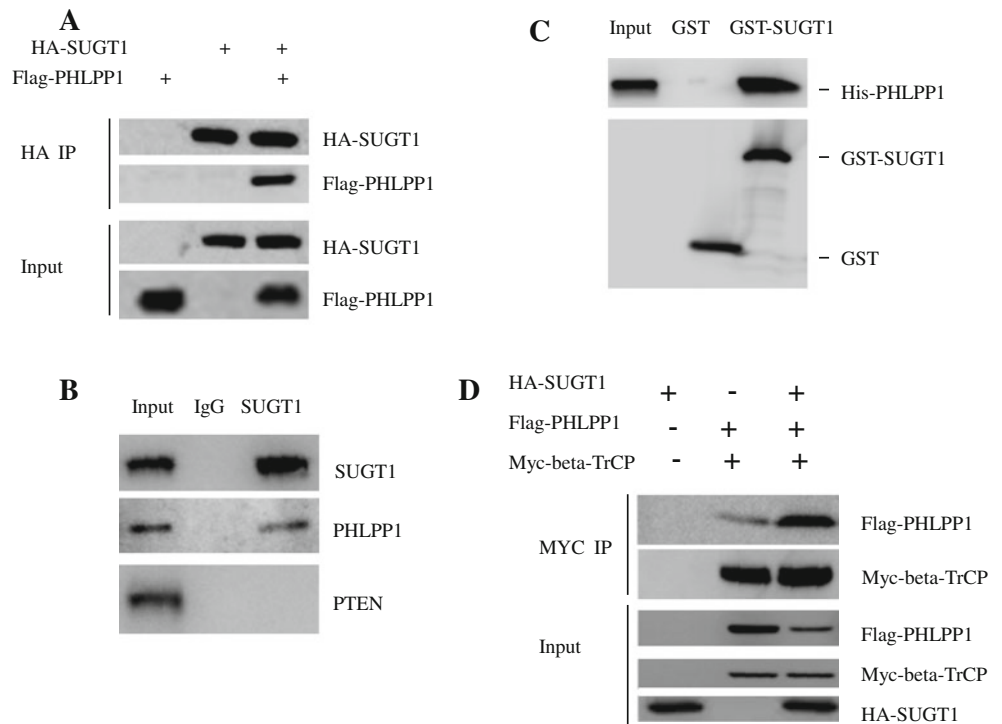 A
HA-SUGT1 + +
Flag-PHLPP1 + +
HA IP
HA-SUGT1
Flag-PHLPP1
Input
HA-SUGT1
Flag-PHLPP1
B
Input IgG SUGT1
SUGT1
PHLPP1
PTEN
C
Input GST GST-SUGT1
– His-PHLPP1
– GST-SUGT1
– GST
D
HA-SUGT1 + - +
Flag-PHLPP1 - + +
Myc-beta-TrCP - + +
MYC IP
Flag-PHLPP1
Myc-beta-TrCP
Input
Flag-PHLPP1
Myc-beta-TrCP
HA-SUGT1